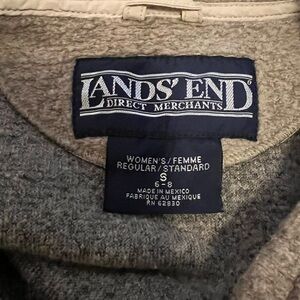 LANDS' END
DIRECT MERCHANTS
WOMEN'S/FEMME
REGULAR/STANDARD
S
6-8
MADE IN MEXICO
FABRIQUE AU MEXIQUE
RN 62830